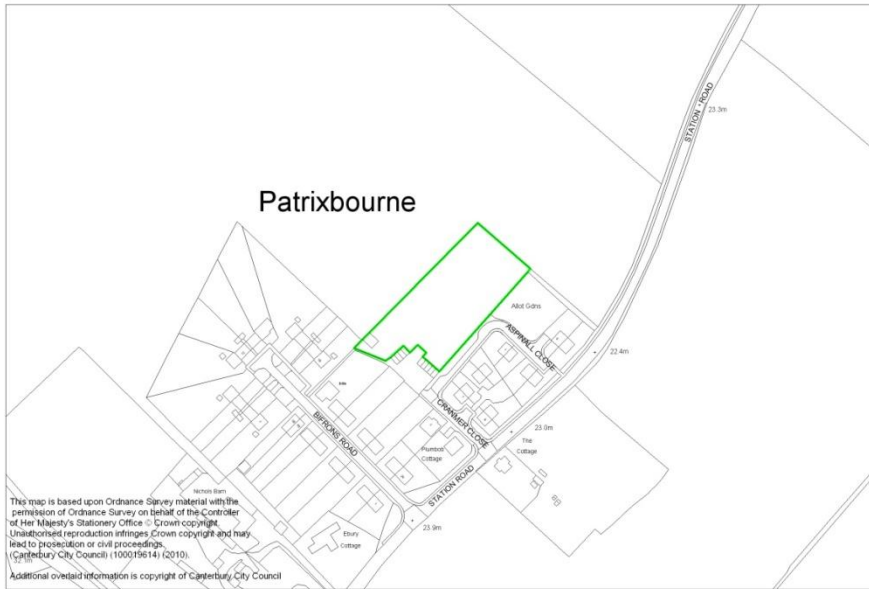 STATION ROAD
23.3m
Patrixbourne
Allot Gdns
ASPINALL CLOSE
22.4m
CRANMER CLOSE
23.0m
The
Cottage
BIFRONS ROAD
Plumbob
Cottage
STATION ROAD
Nichols Barn
23.9m
Ebury
Cottage
This map is based upon Ordnance Survey material with the
permission of Ordnance Survey on behalf of the Controller
of Her Majesty's Stationery Office © Crown copyright.
Unauthorised reproduction infringes Crown copyright and may
lead to prosecution or civil proceedings.
(Canterbury City Council) (100019614) (2010).
Additional overlaid information is copyright of Canterbury City Council